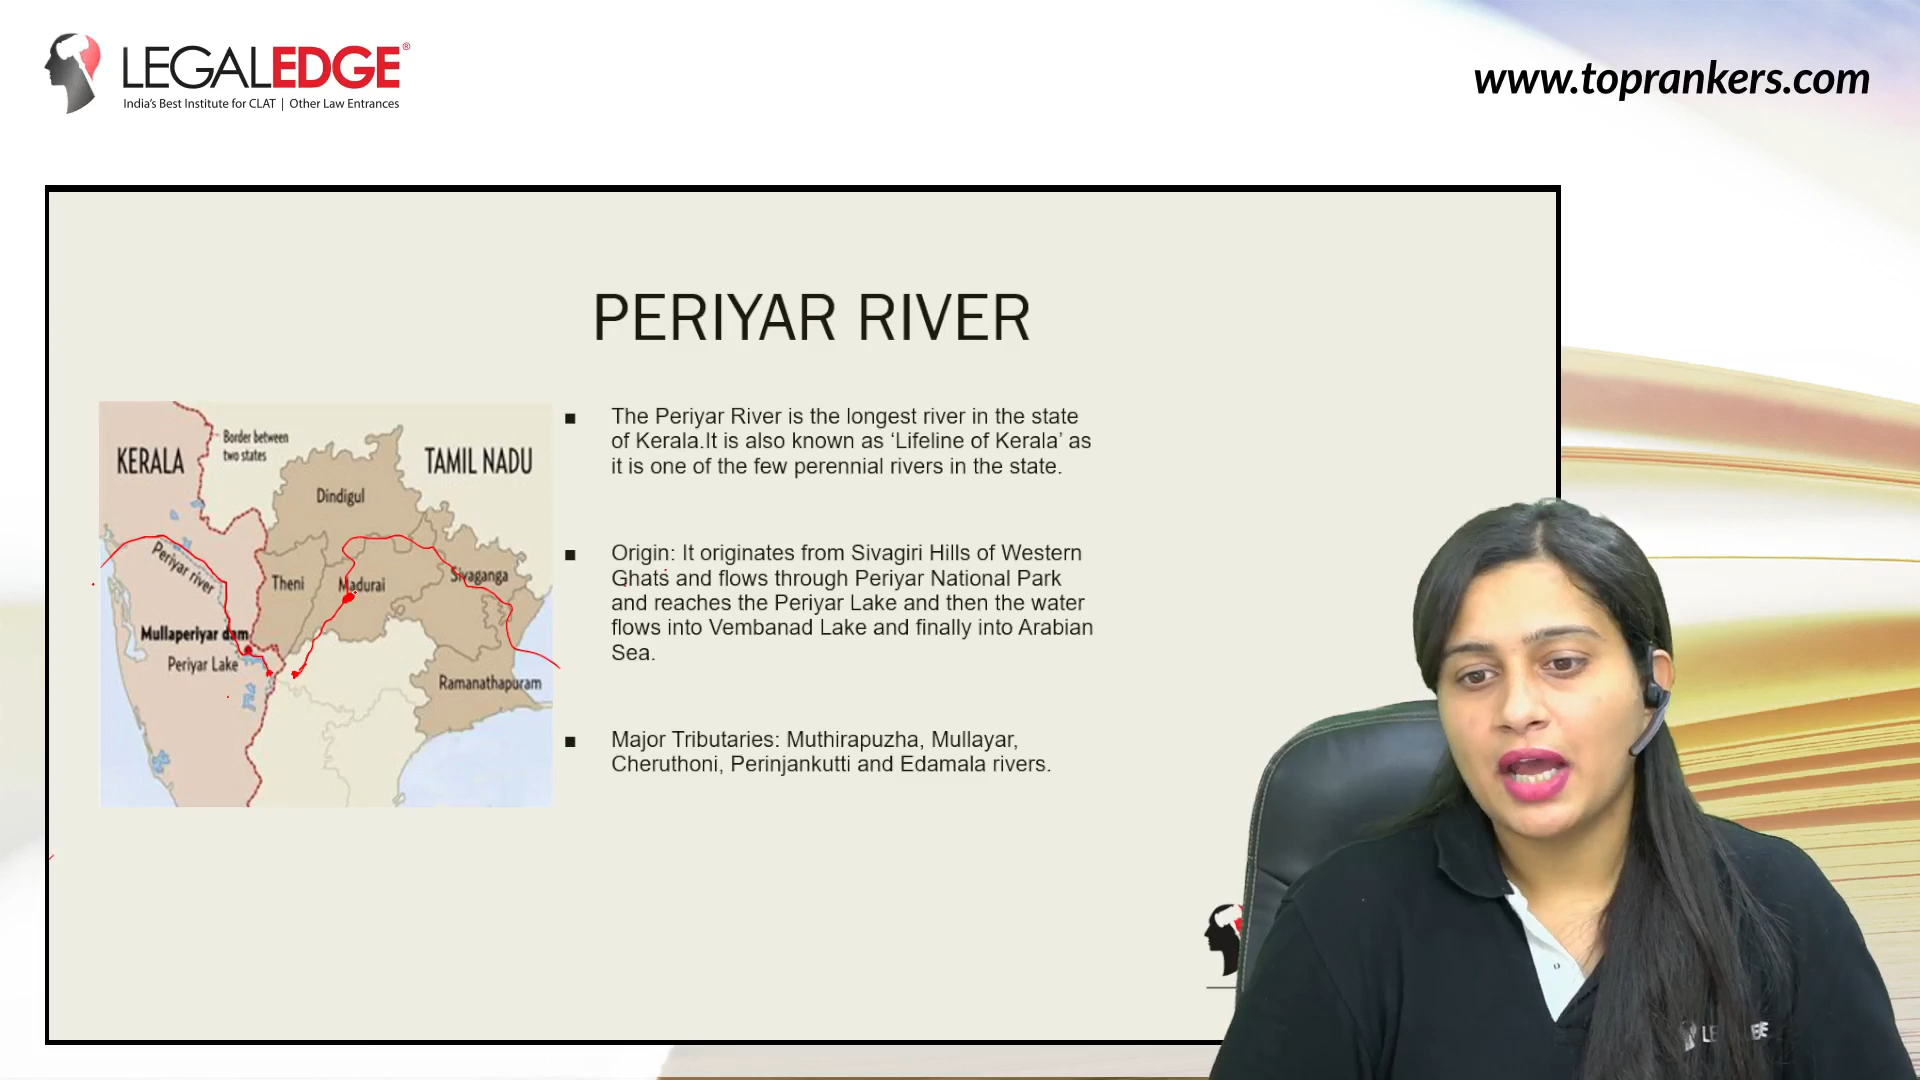 LEGALEDGE®
India's Best Institute for CLAT | Other Law Entrances
www.toprankers.com
PERIYAR RIVER
KERALA
Border between
two states
TAMIL NADU
Dindigul
Periyar river
Theni
Madurai
Sivaganga
Mullaperiyar dam
Periyar Lake
Ramanathapuram
■ The Periyar River is the longest river in the state
of Kerala.It is also known as ‘Lifeline of Kerala’ as
it is one of the few perennial rivers in the state.
■ Origin: It originates from Sivagiri Hills of Western
Ghats and flows through Periyar National Park
and reaches the Periyar Lake and then the water
flows into Vembanad Lake and finally into Arabian
Sea.
■ Major Tributaries: Muthirapuzha, Mullayar,
Cheruthoni, Perinjankutti and Edamala rivers.